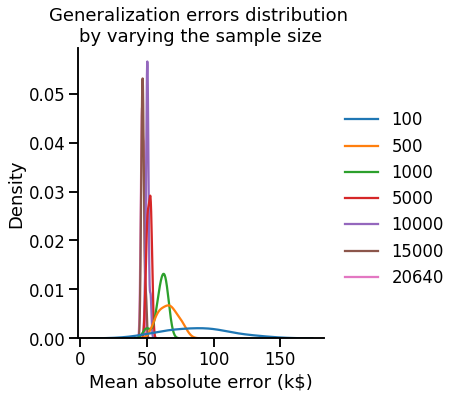 Generalization errors distribution
by varying the sample size
Density
0.05
0.04
0.03
0.02
0.01
0.00
0 50 100 150
Mean absolute error (k$)
100
500
1000
5000
10000
15000
20640